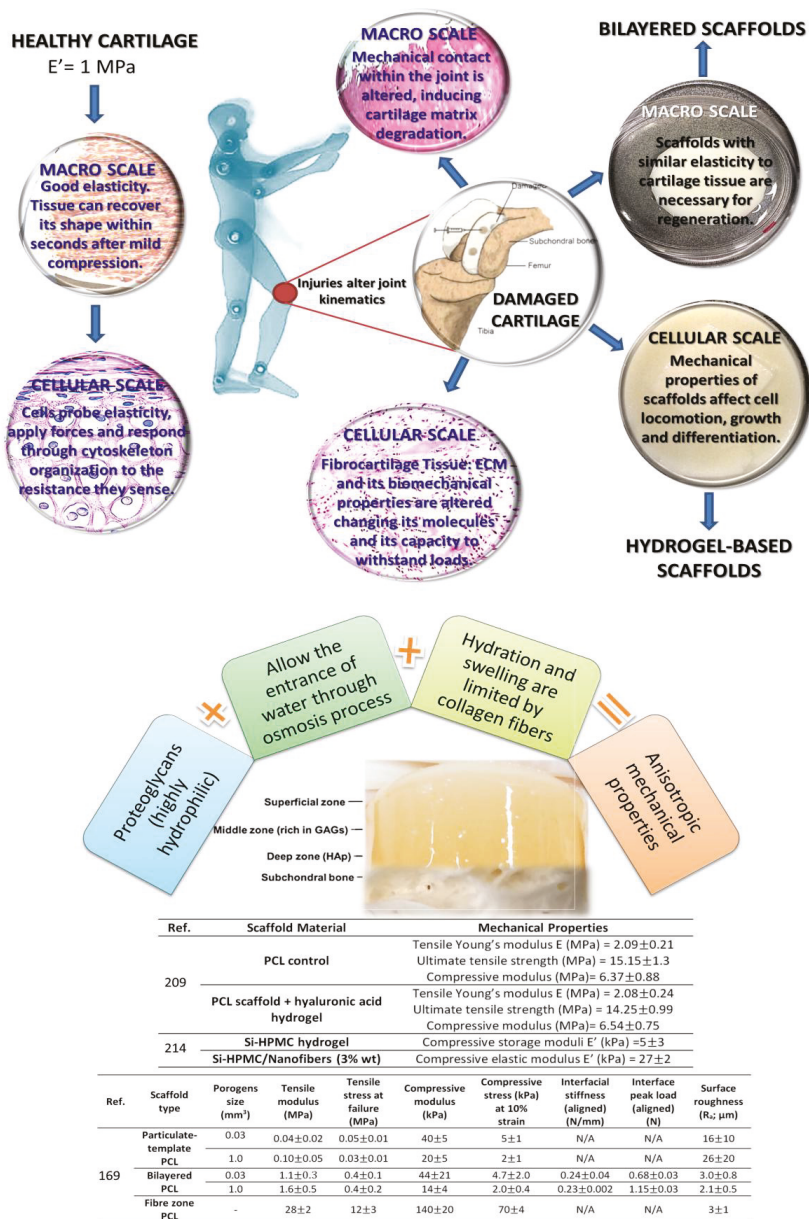 HEALTHY CARTILAGE
E'= 1 MPa
MACRO SCALE
Good elasticity.
Tissue can recover
its shape within
seconds after mild
compression.
CELLULAR SCALE
Cells probe elasticity,
apply forces and respond
through cytoskeleton
organization to the
resistance they sense.
MACRO SCALE
Mechanical contact
within the joint is
altered, inducing
cartilage matrix
degradation.
Injuries alter joint
kinematics
Subchondral bone
Femur
DAMAGED
CARTILAGE
Tibia
CELLULAR SCALE
Fibrocartilage Tissue: ECM
and its biomechanical
properties are altered
changing its molecules
and its capacity to
withstand loads.
BILAYERED SCAFFOLDS
MACRO SCALE
Scaffolds with
similar elasticity to
cartilage tissue are
necessary for
regeneration.
CELLULAR SCALE
Mechanical
properties of
scaffolds affect cell
locomotion, growth
and differentiation.
HYDROGEL-BASED
SCAFFOLDS
Proteoglycans
(highly
hydrophilic)
+
Allow the
entrance of
water through
osmosis process
+
Hydration and
swelling are
limited by
collagen fibers
=
Anisotropic
mechanical
properties
Superficial zone
Middle zone (rich in GAGs)
Deep zone (HAp)
Subchondral bone
Ref. Scaffold Material Mechanical Properties
209 PCL control Tensile Young's modulus E (MPa) = 2.09±0.21
Ultimate tensile strength (MPa) = 15.15±1.3
Compressive modulus (MPa)= 6.37±0.88
PCL scaffold + hyaluronic acid hydrogel Tensile Young's modulus E (MPa) = 2.08±0.24
Ultimate tensile strength (MPa) = 14.25±0.99
Compressive modulus (MPa)= 6.54±0.75
214 Si-HPMC hydrogel Compressive storage moduli E' (kPa) =5±3
Si-HPMC/Nanofibers (3% wt) Compressive elastic modulus E' (kPa) = 27±2
Ref. Scaffold type Porogens size (mm³) Tensile modulus (MPa) Tensile stress at failure (MPa) Compressive modulus (kPa) Compressive stress (kPa) at 10% strain Interfacial stiffness (aligned) (N/mm) Interface peak load (aligned) (N) Surface roughness (Rₐ; μm)
169 Particulate-template PCL 0.03 0.04±0.02 0.05±0.01 40±5 5±1 N/A N/A 16±10
1.0 0.10±0.05 0.03±0.01 20±5 2±1 N/A N/A 26±20
Bilayered PCL 0.03 1.1±0.3 0.4±0.1 44±21 4.7±2.0 0.24±0.04 0.68±0.03 3.0±0.8
1.0 1.6±0.5 0.4±0.2 14±4 2.0±0.4 0.23±0.002 1.15±0.03 2.1±0.5
Fibre zone PCL - 28±2 12±3 140±20 70±4 N/A N/A 3±1